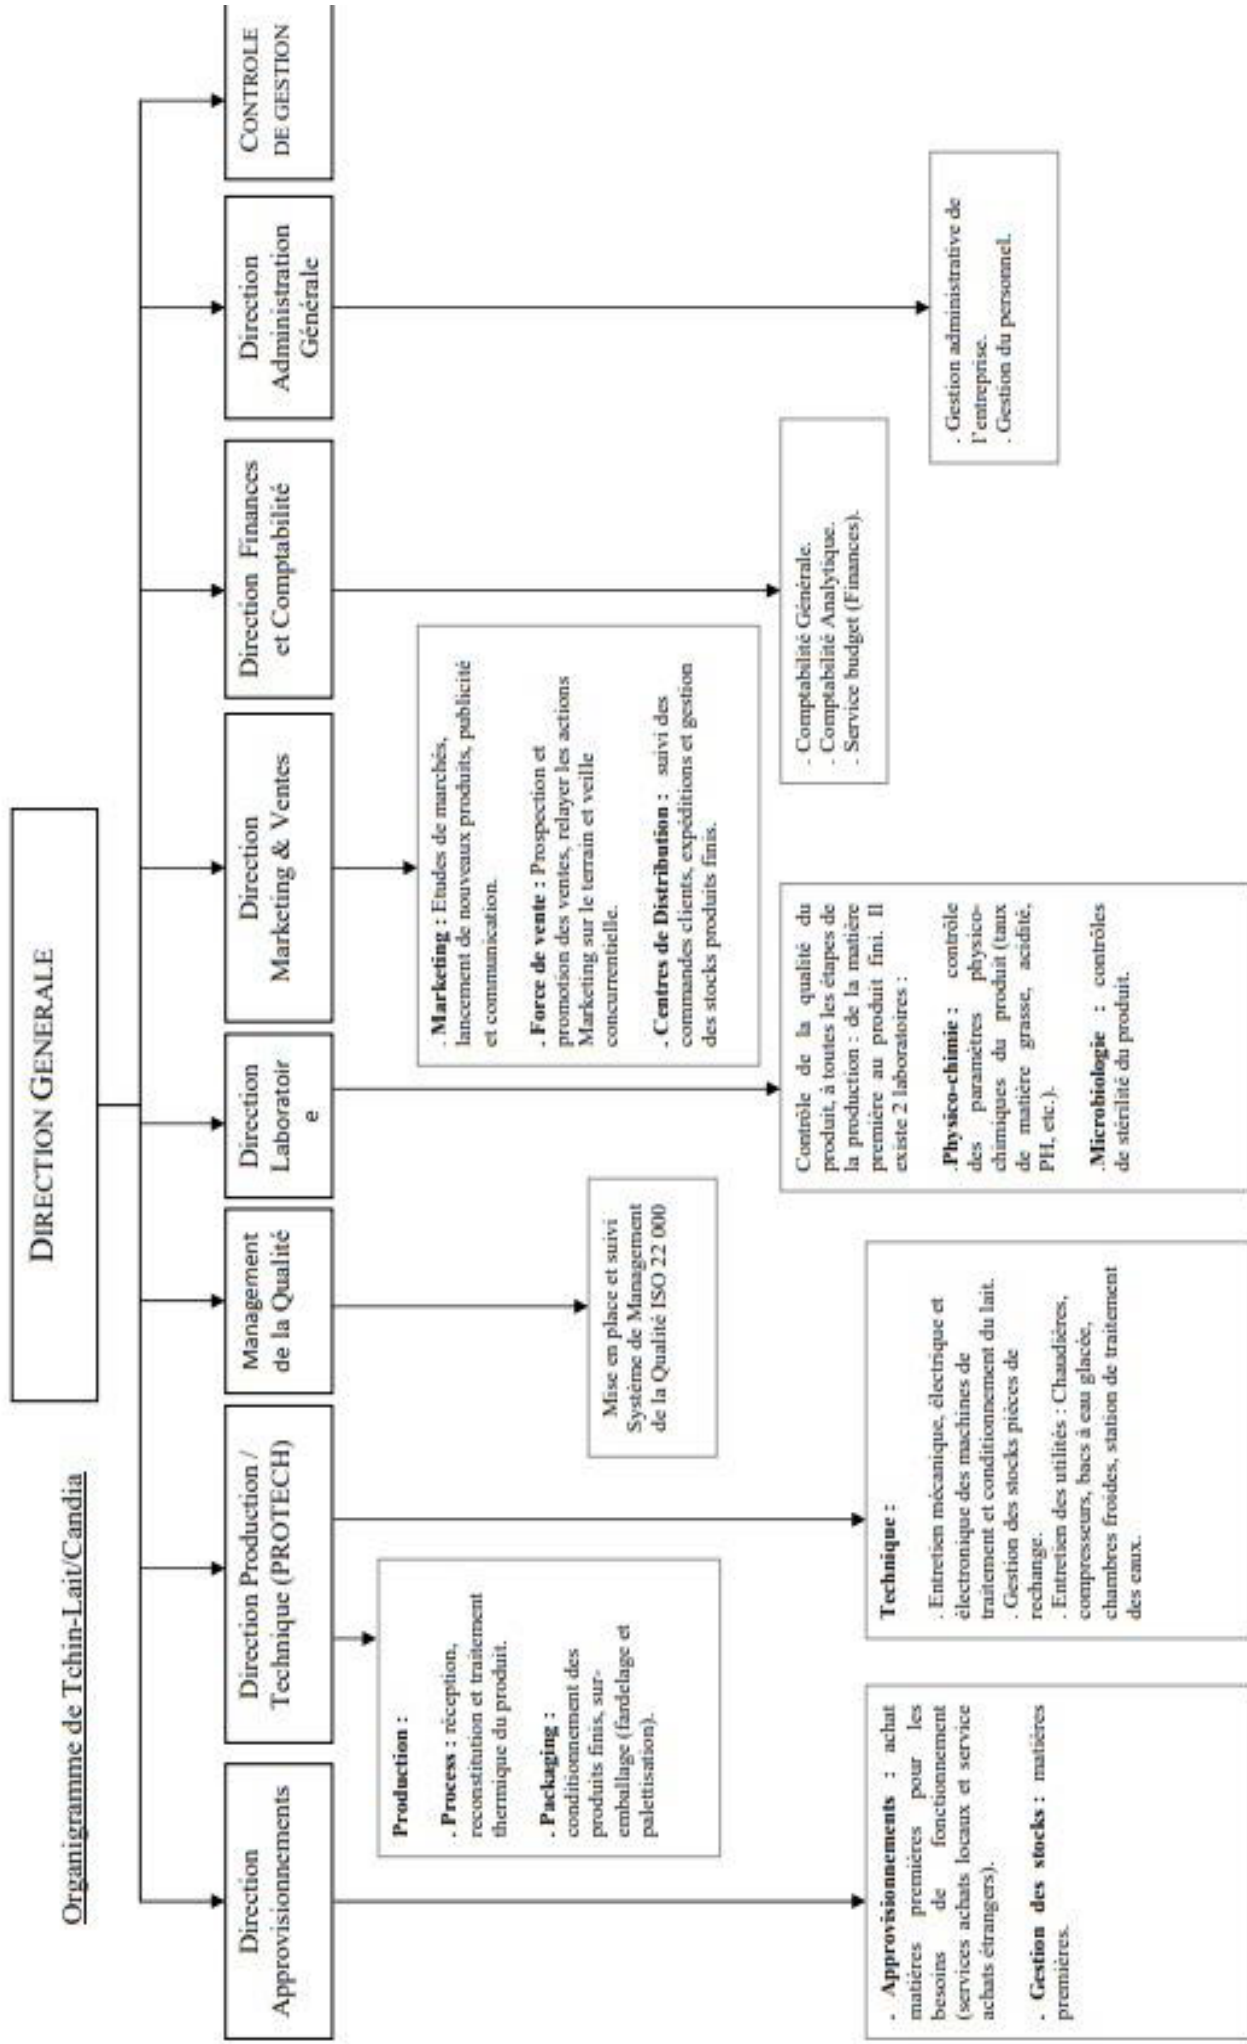 Organigramme de Tchin-Lait/Candia
DIRECTION GENERALE
Direction
Approvisionnements
Direction Production /
Technique (PROTECH)
Management
de la Qualité
Direction
Laboratoir
e
Direction
Marketing & Ventes
Direction Finances
et Comptabilité
Direction
Administration
Générale
CONTROLE
DE GESTION
Production :
. Process : réception,
reconstitution et traitement
thermique du produit.
. Packaging :
conditionnement des
produits finis, sur-
emballage (fardelage et
palettisation).
. Marketing : Etudes de marchés,
lancement de nouveaux produits, publicité
et communication.
. Force de vente : Prospection et
promotion des ventes, relayer les actions
Marketing sur le terrain et veille
concurrentielle.
. Centres de Distribution : suivi des
commandes clients, expéditions et gestion
des stocks produits finis.
Mise en place et suivi
Système de Management
de la Qualité ISO 22 000
. Approvisionnements : achat
matières premières pour les
besoins de fonctionnement
(services achats locaux et service
achats étrangers).
. Gestion des stocks : matières
premières.
Technique :
. Entretien mécanique, électrique et
électronique des machines de
traitement et conditionnement du lait.
. Gestion des stocks pièces de
rechange.
. Entretien des utilités : Chaudières,
compresseurs, bacs à eau glacée,
chambres froides, station de traitement
des eaux.
Contrôle de la qualité du
produit, à toutes les étapes de
la production : de la matière
première au produit fini. Il
existe 2 laboratoires :
.Physico-chimie : contrôle
des paramètres physico-
chimiques du produit (taux
de matière grasse, acidité,
PH, etc.).
.Microbiologie : contrôles
de stérilité du produit.
. Comptabilité Générale.
. Comptabilité Analytique.
. Service budget (Finances).
. Gestion administrative de
l'entreprise.
. Gestion du personnel.